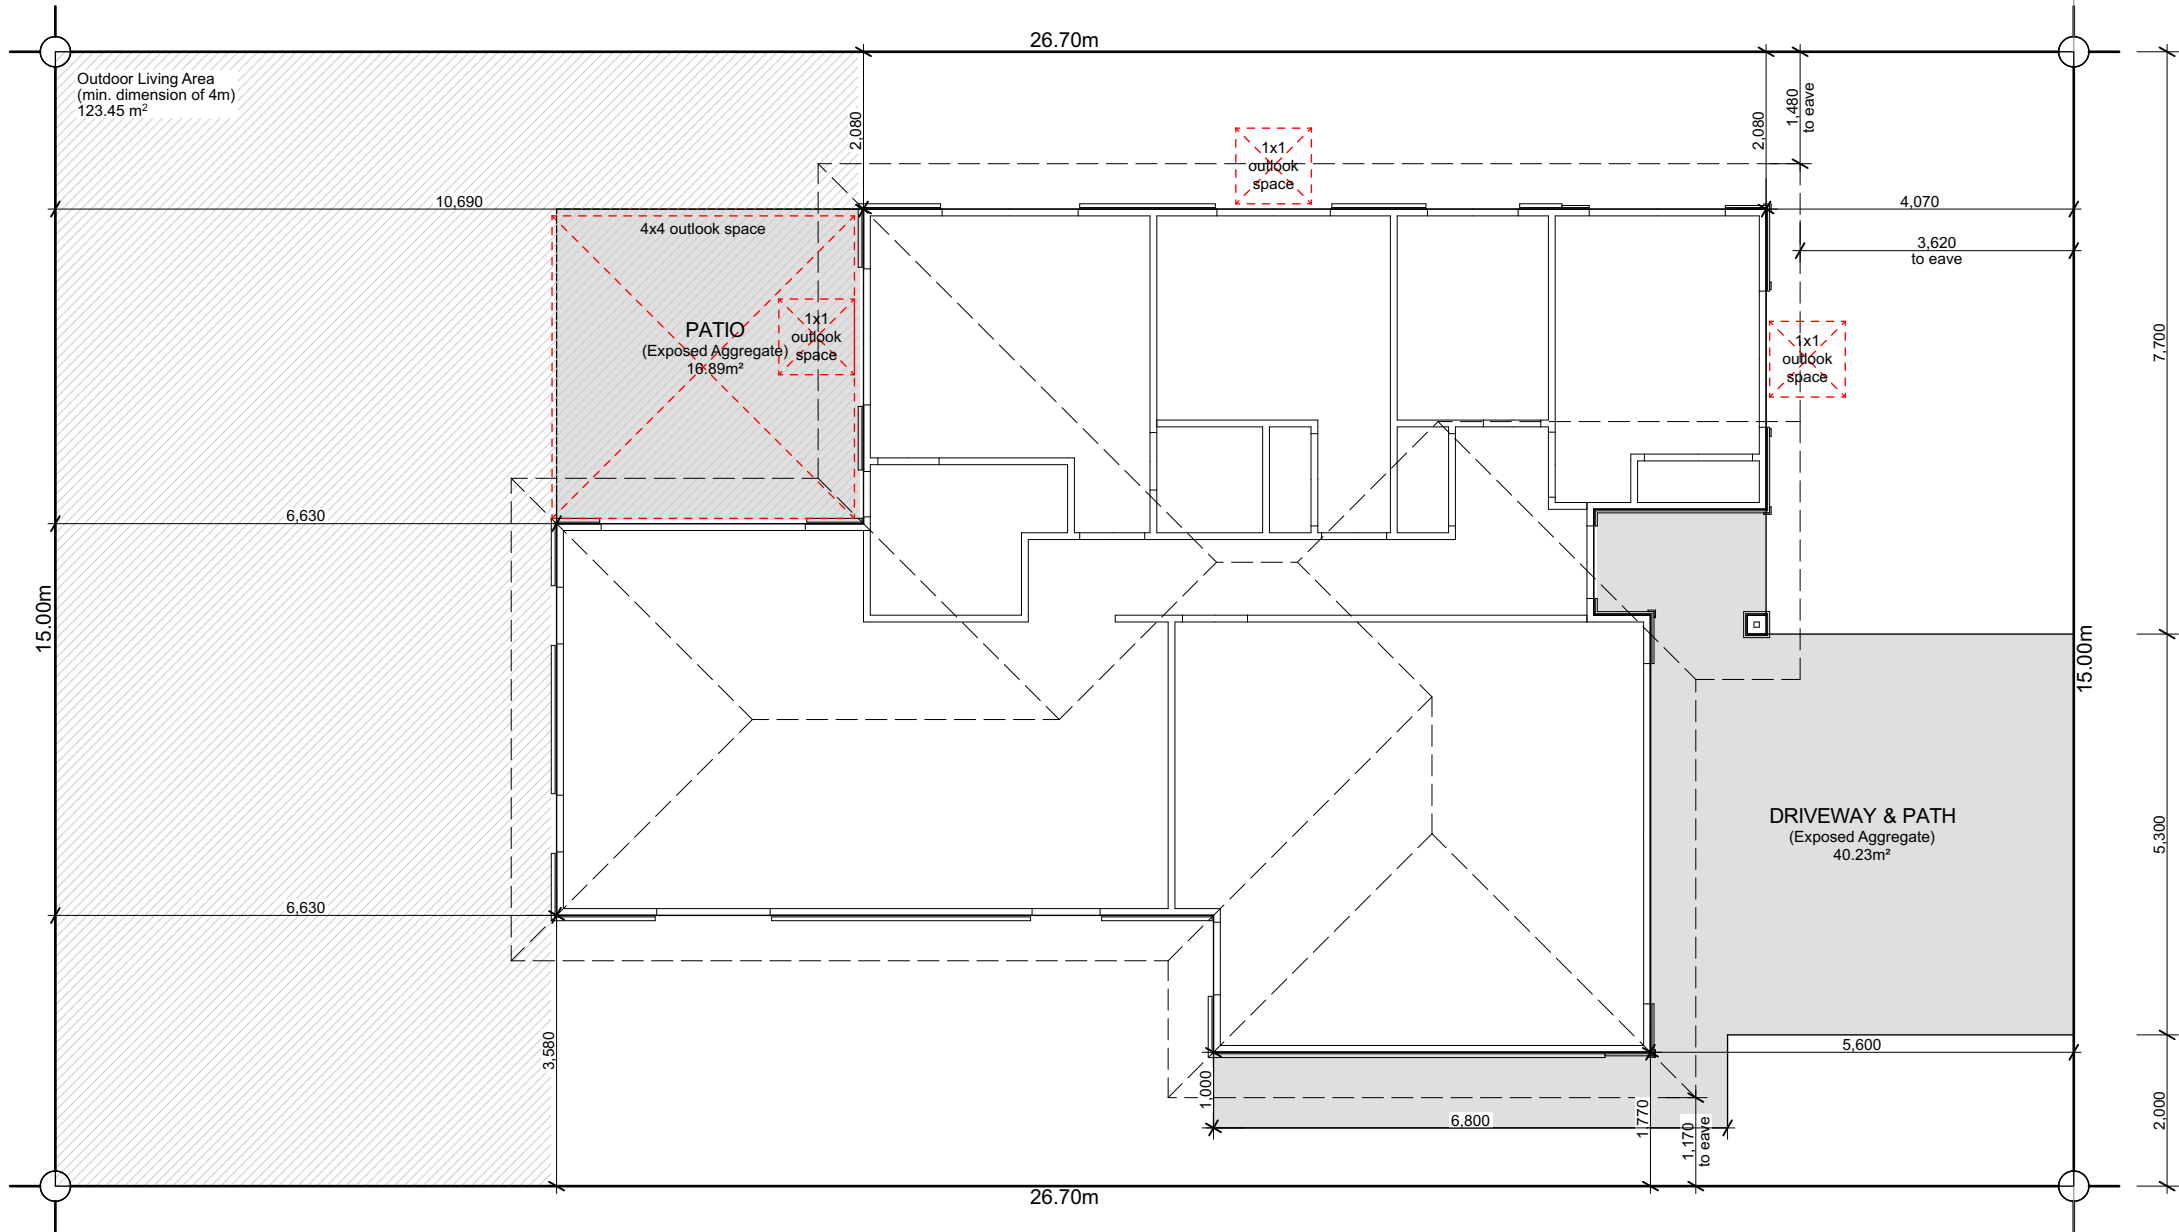 26.70m
Outdoor Living Area
(min. dimension of 4m)
123.45 m²
2,080
2,080
1,480
to eave
1x1
outlook
space
10,690
4,070
4x4 outlook space
3,620
to eave
PATIO
(Exposed Aggregate)
16.89m²
1x1
outlook
space
1x1
outlook
space
7,700
6,630
15.00m
15.00m
DRIVEWAY & PATH
(Exposed Aggregate)
40.23m²
5,300
6,630
3,580
5,600
1,000
6,800
1,770
1,170
to eave
2,000
26.70m